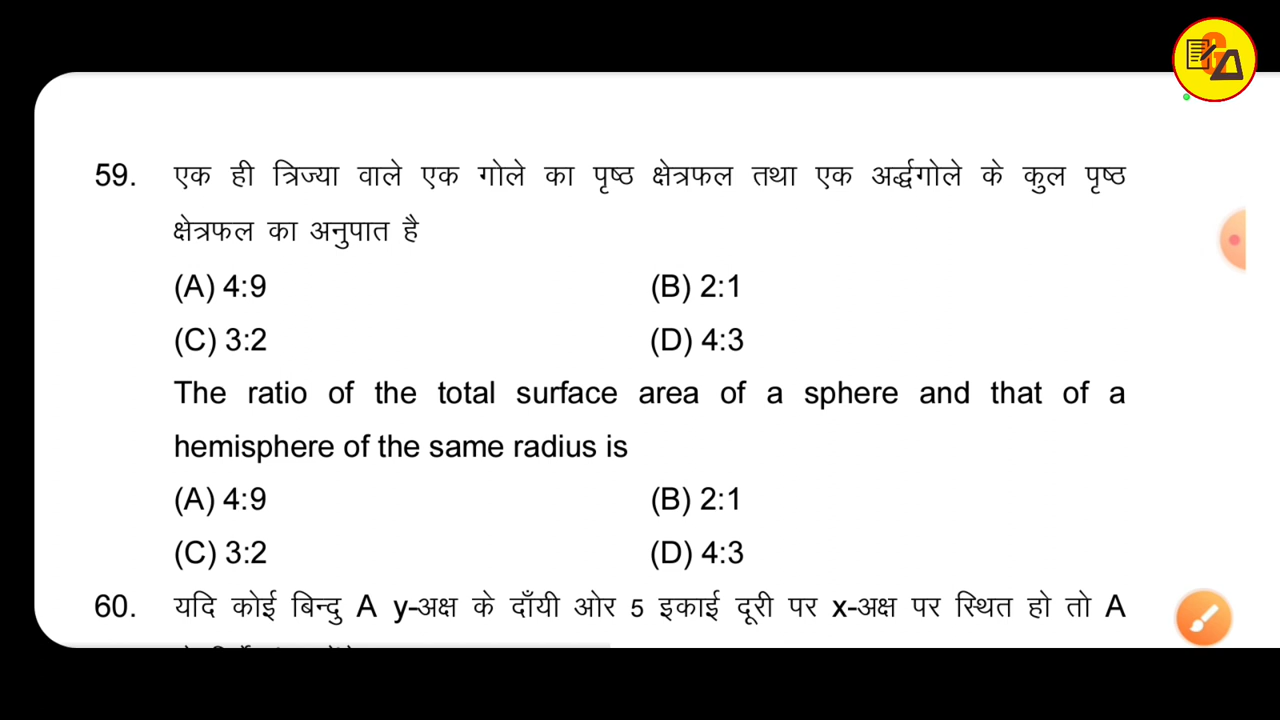 59. एक ही त्रिज्या वाले एक गोले का पृष्ठ क्षेत्रफल तथा एक अर्द्धगोले के कुल पृष्ठ
क्षेत्रफल का अनुपात है
(A) 4:9 (B) 2:1
(C) 3:2 (D) 4:3
The ratio of the total surface area of a sphere and that of a
hemisphere of the same radius is
(A) 4:9 (B) 2:1
(C) 3:2 (D) 4:3
60. यदि कोई बिन्दु A y-अक्ष के दाँयी ओर 5 इकाई दूरी पर x-अक्ष पर स्थित हो तो A